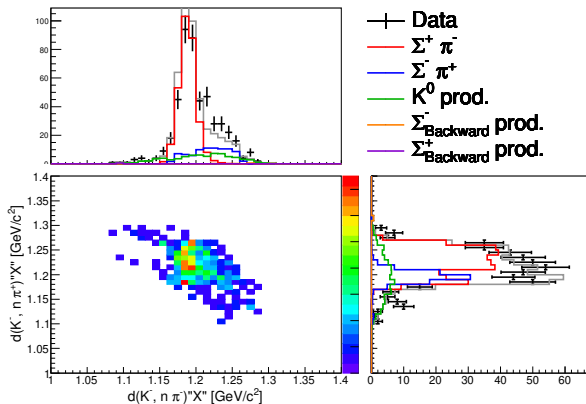 100
80
60
40
20
0
Data
Σ⁺ π⁻
Σ⁻ π⁺
K⁰ prod.
Σ⁻Backward prod.
Σ⁺Backward prod.
d(K⁻, n π⁺)"X" [GeV/c²]
1.4
1.35
1.3
1.25
1.2
1.15
1.1
1.05
1
1 1.05 1.1 1.15 1.2 1.25 1.3 1.35 1.4
d(K⁻, n π⁻)"X" [GeV/c²]
0 10 20 30 40 50 60